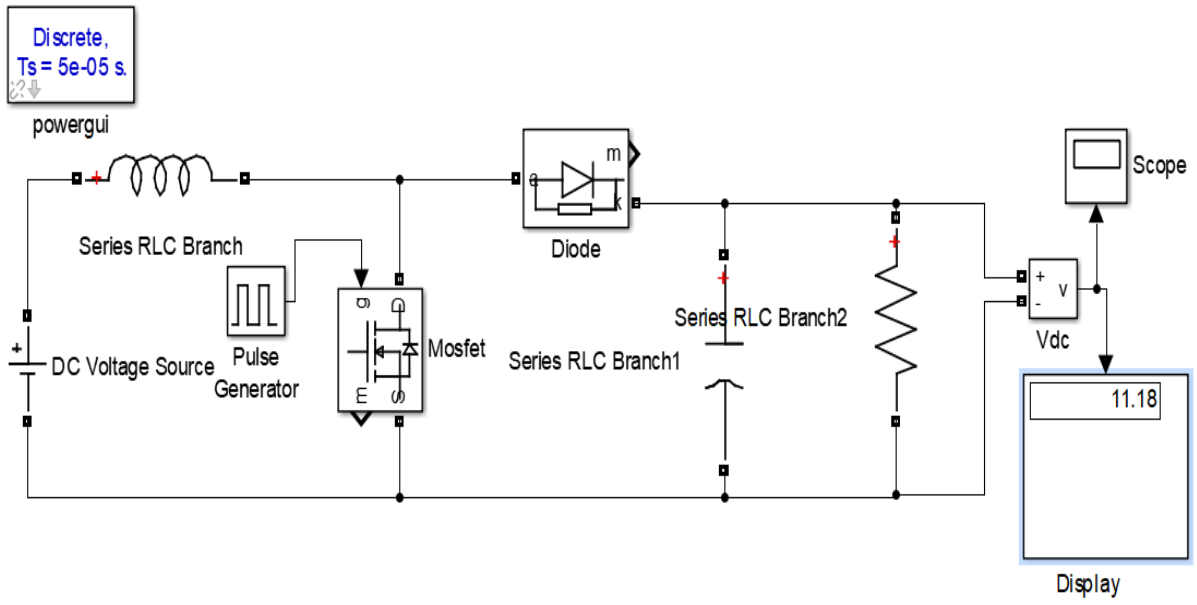 Discrete,
Ts = 5e-05 s.
powergui
m
a
k
Scope
Series RLC Branch
Diode
g
D
+
v
-
Series RLC Branch2
Vdc
+
DC Voltage Source
Pulse
Generator
Mosfet
Series RLC Branch1
m
S
11.18
Display